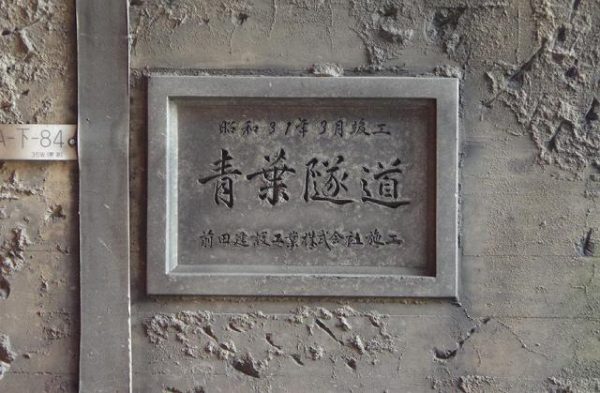 A-下-84
昭和31年3月竣工
青葉隧道
前田建設工業株式会社施工